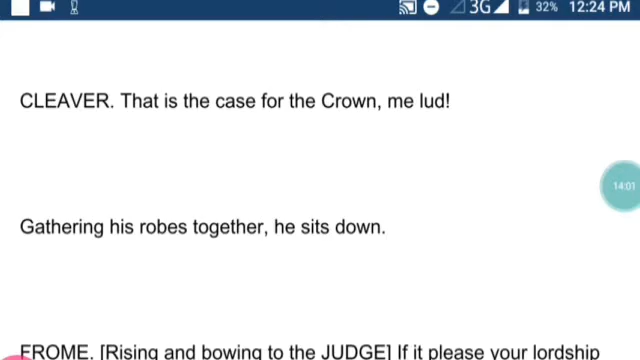 3G 32% 12:24 PM
CLEAVER. That is the case for the Crown, me lud!
14:01
Gathering his robes together, he sits down.
FROME. [Rising and bowing to the JUDGE] If it please your lordship